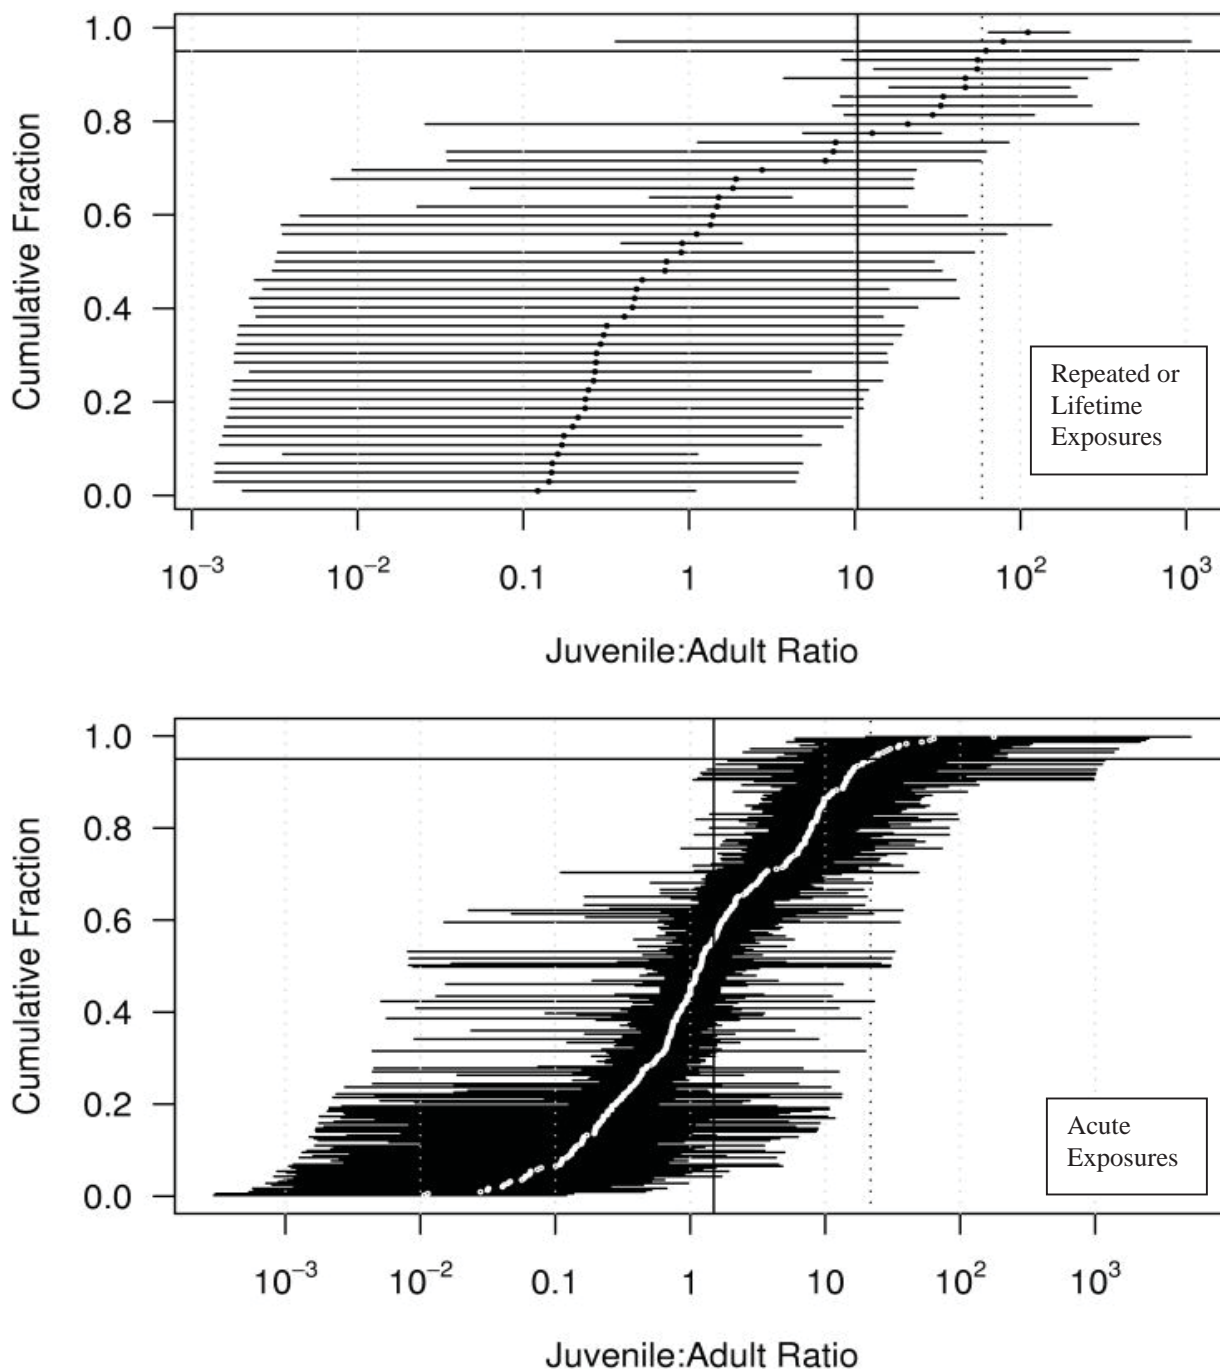 1.0
0.8
0.6
0.4
0.2
0.0
Cumulative Fraction
Repeated or
Lifetime
Exposures
10⁻³ 10⁻² 0.1 1 10 10² 10³
Juvenile:Adult Ratio
1.0
0.8
0.6
0.4
0.2
0.0
Cumulative Fraction
Acute
Exposures
10⁻³ 10⁻² 0.1 1 10 10² 10³
Juvenile:Adult Ratio